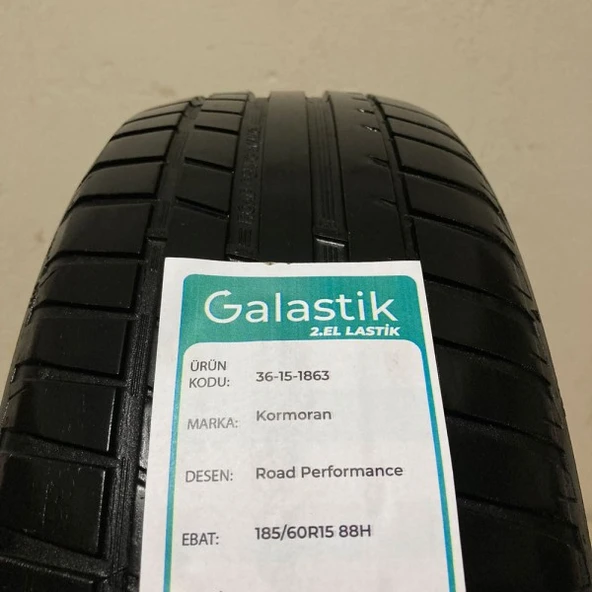 Galastik
2.EL LASTİK
ÜRÜN
KODU: 36-15-1863
MARKA: Kormoran
DESEN: Road Performance
EBAT: 185/60R15 88H